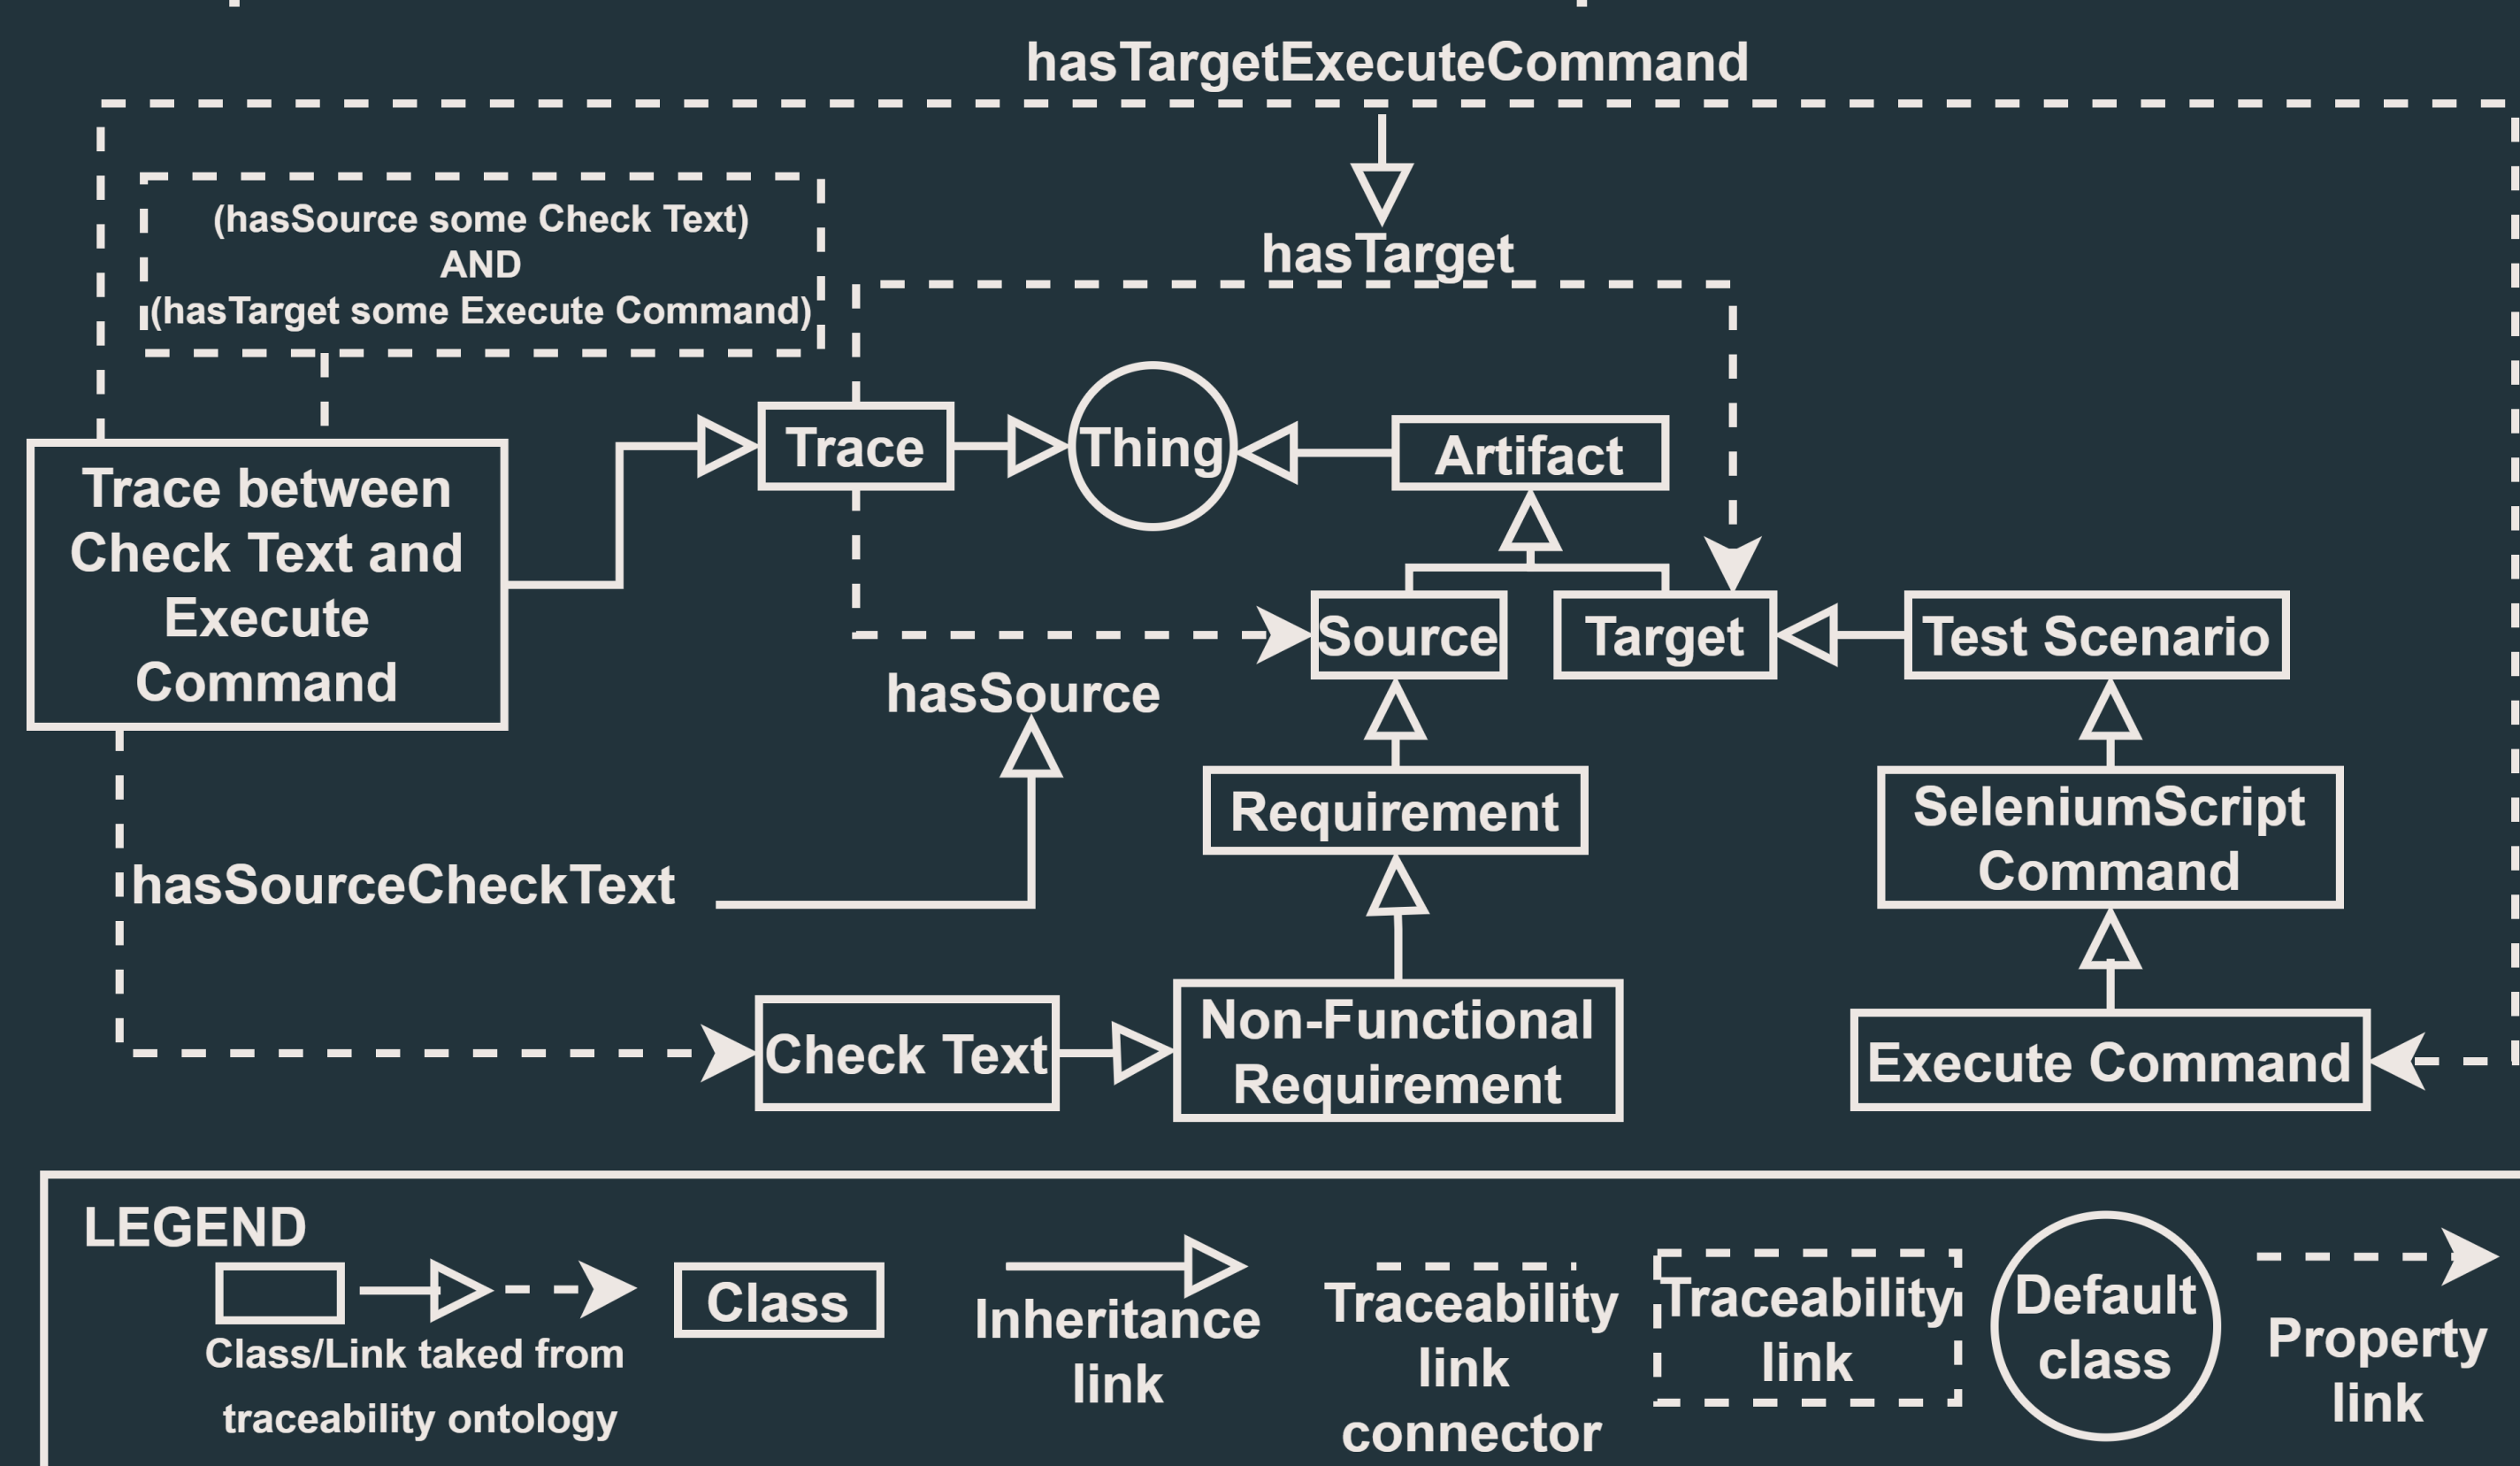 hasTargetExecuteCommand
(hasSource some Check Text)
AND
(hasTarget some Execute Command)
hasTarget
Trace
Thing
Artifact
Trace between
Check Text and
Execute
Command
Source
Target
Test Scenario
hasSource
Requirement
SeleniumScript
Command
hasSourceCheckText
Check Text
Non-Functional
Requirement
Execute Command
LEGEND
Class/Link taked from
traceability ontology
Class
Inheritance
link
Traceability
link
connector
Traceability
link
Default
class
Property
link